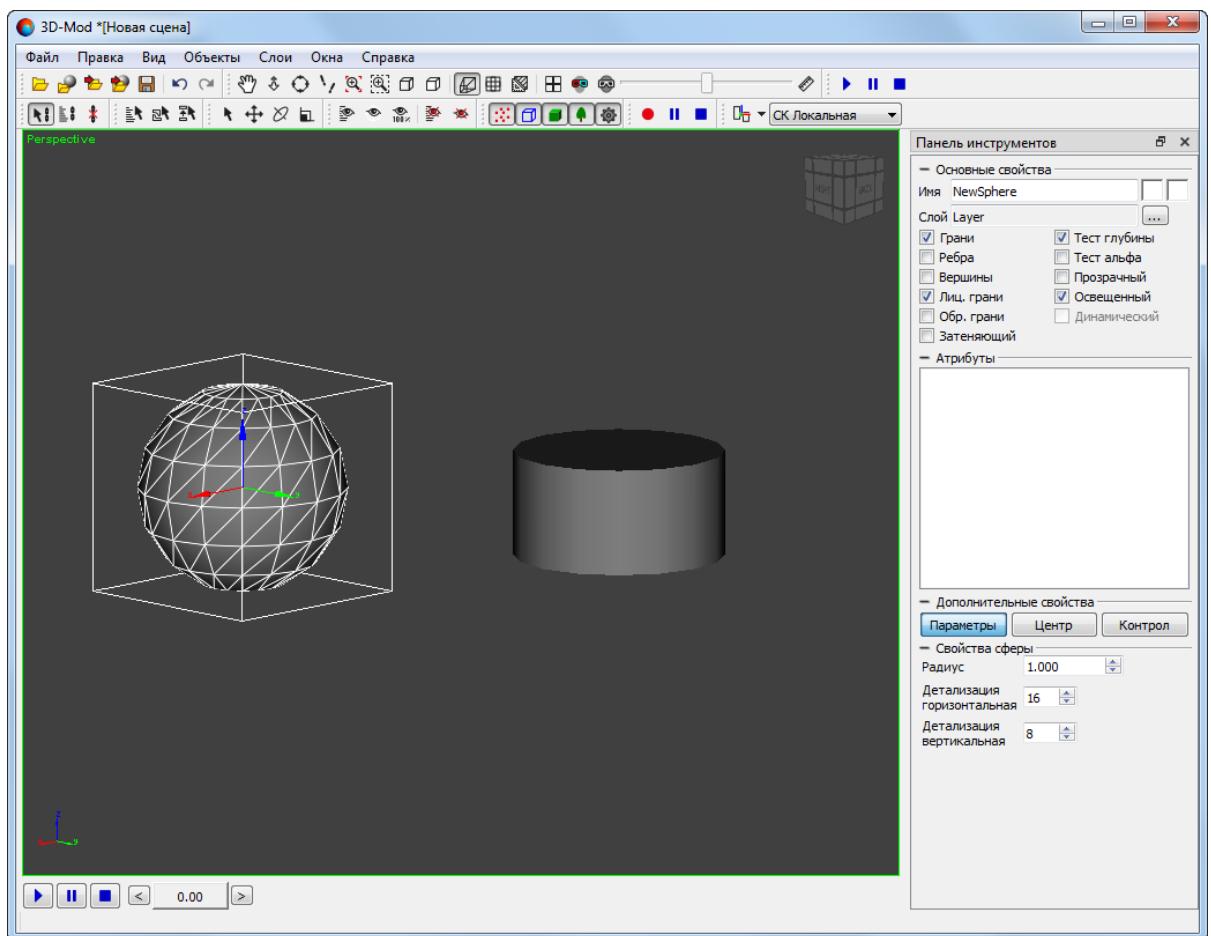 3D-Mod *[Новая сцена]
Файл Правка Вид Объекты Слои Окна Справка
100%
СК Локальная
Perspective
Панель инструментов
Основные свойства
Имя NewSphere
Слой Layer ...
Грани Тест глубины
Ребра Тест альфа
Вершины Прозрачный
Лиц. грани Освещенный
Обр. грани Динамический
Затеняющий
Атрибуты
z
x y
Дополнительные свойства
Параметры Центр Контрол
Свойства сферы
Радиус 1.000
Детализация
горизонтальная 16
Детализация
вертикальная 8
z
x y
< 0.00 >